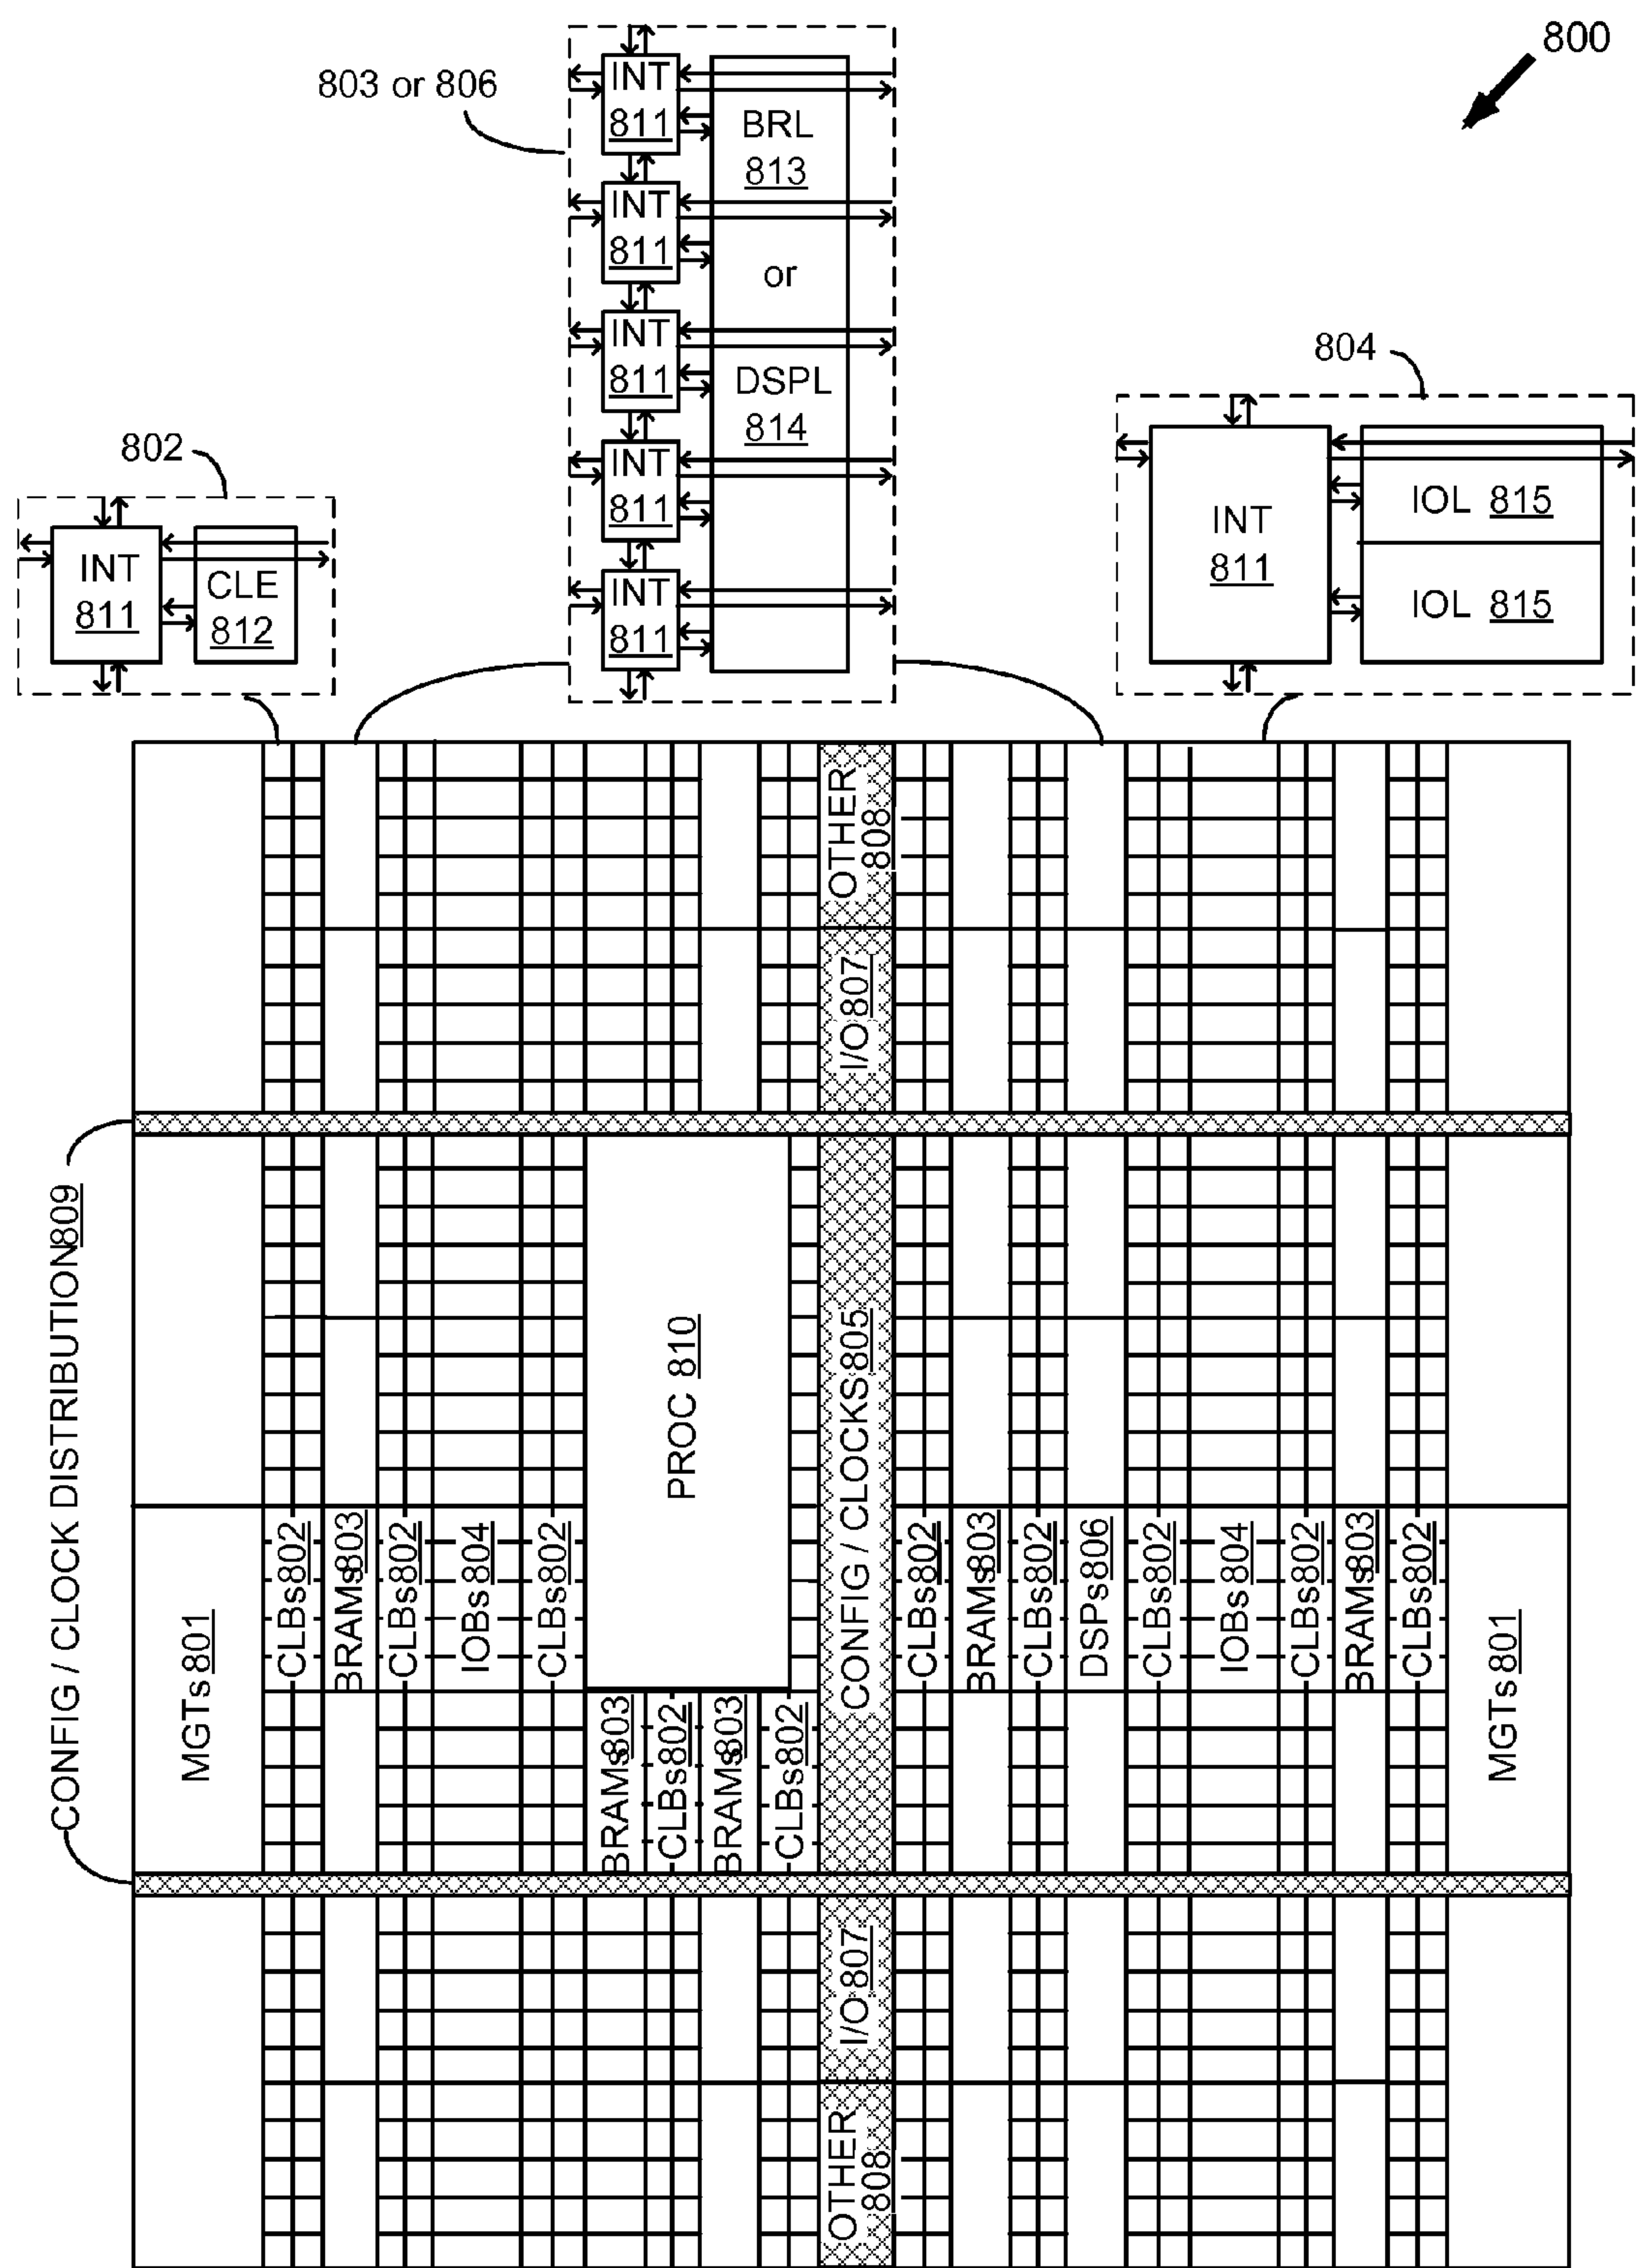 800
803 or 806
INT
811
INT
811
INT
811
INT
811
INT
811
BRL
813
or
DSPL
814
804
INT
811
IOL 815
IOL 815
802
INT
811
CLE
812
OTHER
808
I/O 807
CONFIG / CLOCK DISTRIBUTION 809
PROC 810
CONFIG / CLOCKS 805
MGTs 801
CLBs 802
BRAMs 803
CLBs 802
IOBs 804
CLBs 802
BRAMs 803
CLBs 802
BRAMs 803
CLBs 802
CLBs 802
BRAMs 803
CLBs 802
DSPs 806
CLBs 802
IOBs 804
CLBs 802
BRAMs 803
CLBs 802
MGTs 801
I/O 807
OTHER
808